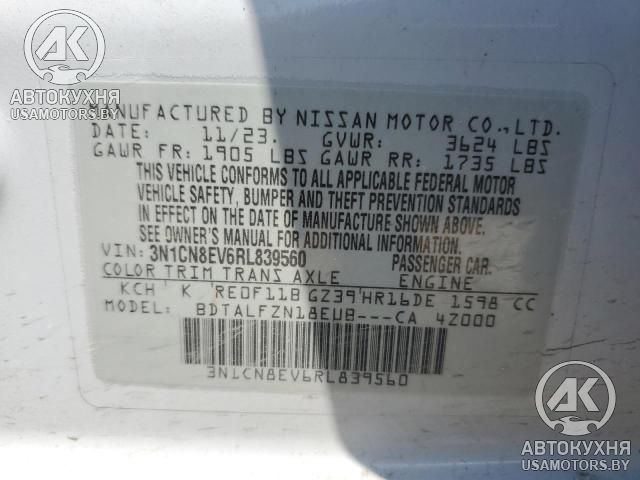 AK
АВТОКУХНЯ
USAMOTORS.BY
MANUFACTURED BY NISSAN MOTOR CO.,LTD.
DATE: 11/23. GVWR: 3624 LBS
GAWR FR: 1905 LBS GAWR RR: 1735 LBS
THIS VEHICLE CONFORMS TO ALL APPLICABLE FEDERAL MOTOR
VEHICLE SAFETY, BUMPER AND THEFT PREVENTION STANDARDS
IN EFFECT ON THE DATE OF MANUFACTURE SHOWN ABOVE.
SEE OWNER'S MANUAL FOR ADDITIONAL INFORMATION.
VIN: 3N1CN8EV6RL839560 PASSENGER CAR.
COLOR TRIM TRANS AXLE ENGINE
KCH K RE0F11B GZ39 HR16DE 1598 CC
MODEL: BDTALFZN18EUB---CA 4Z000
3N1CN8EV6RL839560
AK
АВТОКУХНЯ
USAMOTORS.BY